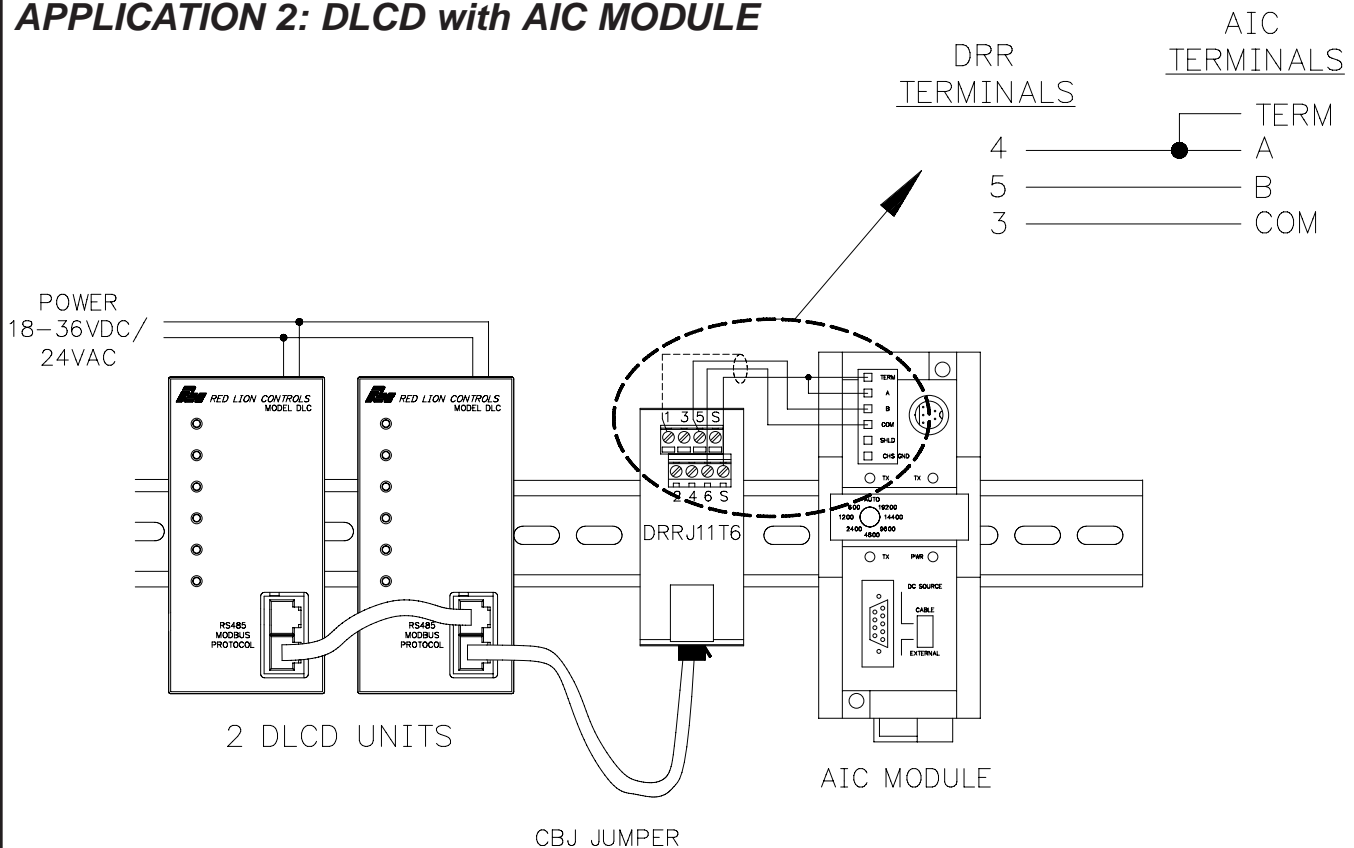 APPLICATION 2: DLCD with AIC MODULE
AIC
TERMINALS
DRR
TERMINALS
TERM
4
A
5
B
3
COM
POWER
18-36VDC/
24VAC
RED LION CONTROLS
MODEL DLC
RS485
MODBUS
PROTOCOL
RED LION CONTROLS
MODEL DLC
RS485
MODBUS
PROTOCOL
2 DLCD UNITS
1 3 5 S
2 4 6 S
DRRJ11T6
CBJ JUMPER
TERM
A
B
COM
SHLD
CHS GND
TX TX
AUTO
600 19200
1200 14400
2400 9600
4800
TX PWR
DC SOURCE
CABLE
EXTERNAL
AIC MODULE